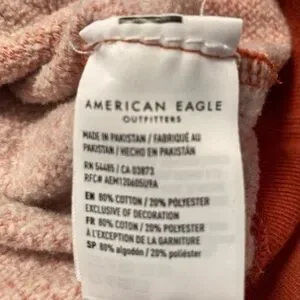 AMERICAN EAGLE
OUTFITTERS
MADE IN PAKISTAN / FABRIQUÉ AU
PAKISTAN / HECHO EN PAKISTÁN
RN 54485 / CA 03873
RFC# AEM120605U9A
EN 80% COTTON / 20% POLYESTER
EXCLUSIVE OF DECORATION
FR 80% COTON / 20% POLYESTER
À L'EXCEPTION DE LA GARNITURE
SP 80% algodón / 20% poliéster